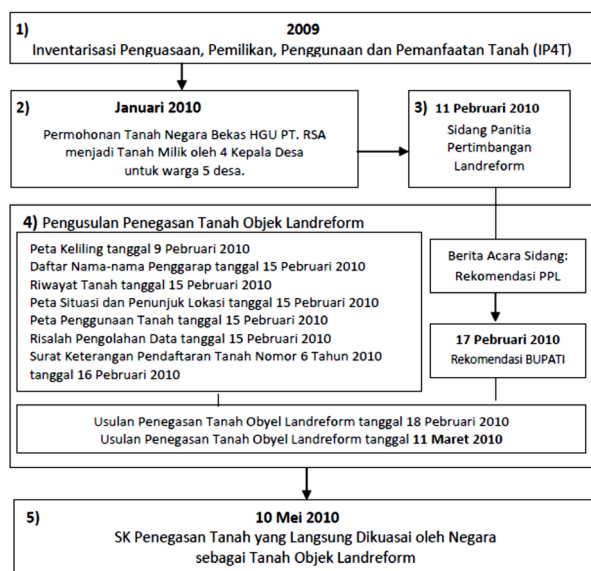 1) 2009
Inventarisasi Penguasaan, Pemilikan, Penggunaan dan Pemanfaatan Tanah (IP4T)
2) Januari 2010
Permohonan Tanah Negara Bekas HGU PT. RSA
menjadi Tanah Milik oleh 4 Kepala Desa
untuk warga 5 desa.
3) 11 Pebruari 2010
Sidang Panitia
Pertimbangan
Landreform
4) Pengusulan Penegasan Tanah Objek Landreform
Peta Keliling tanggal 9 Pebruari 2010
Daftar Nama-nama Penggarap tanggal 15 Pebruari 2010
Riwayat Tanah tanggal 15 Pebruari 2010
Peta Situasi dan Penunjuk Lokasi tanggal 15 Pebruari 2010
Peta Penggunaan Tanah tanggal 15 Pebruari 2010
Risalah Pengolahan Data tanggal 15 Pebruari 2010
Surat Keterangan Pendaftaran Tanah Nomor 6 Tahun 2010
tanggal 16 Pebruari 2010
Berita Acara Sidang:
Rekomendasi PPL
17 Pebruari 2010
Rekomendasi BUPATI
Usulan Penegasan Tanah Obyel Landreform tanggal 18 Pebruari 2010
Usulan Penegasan Tanah Obyel Landreform tanggal 11 Maret 2010
5) 10 Mei 2010
SK Penegasan Tanah yang Langsung Dikuasai oleh Negara
sebagai Tanah Objek Landreform